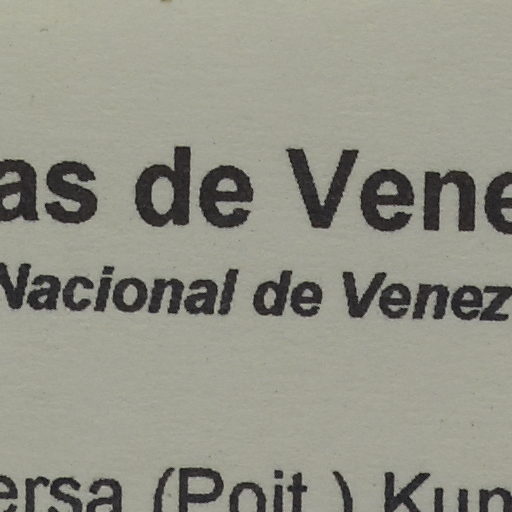 as de Vene
Nacional de Venez
ersa (Poit.) Kun